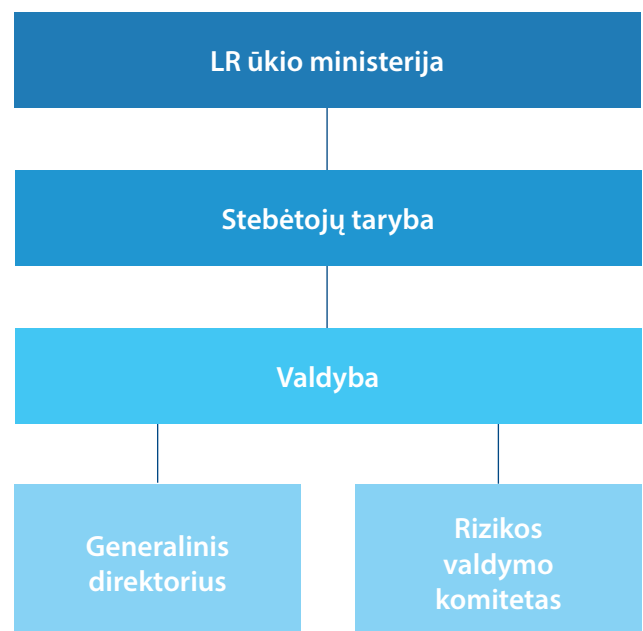 LR ūkio ministerija
Stebėtojų taryba
Valdyba
Generalinis
direktorius
Rizikos
valdymo
komitetas